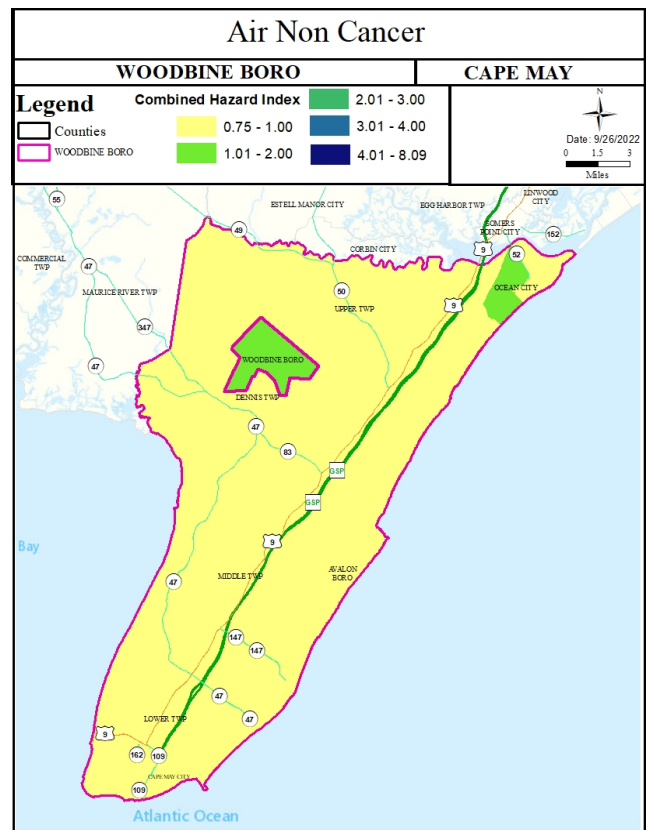 Air Non Cancer
WOODBINE BORO
CAPE MAY
Legend
Counties
WOODBINE BORO
Combined Hazard Index
0.75 - 1.00
1.01 - 2.00
2.01 - 3.00
3.01 - 4.00
4.01 - 8.09
N
Date: 9/26/2022
0 1.5 3
Miles
LINWOOD
CITY
55
ESTELL MANOR CITY
EGG HARBOR TWP
SOMERS
POINT CITY
49
152
CORBIN CITY
9
52
COMMERCIAL
TWP
47
MAURICE RIVER TWP
50
OCEAN CITY
UPPER TWP
9
347
WOODBINE BORO
47
DENNIS TWP
47
83
GSP
GSP
9
Bay
MIDDLE TWP
AVALON
BORO
47
147
147
47
LOWER TWP
47
9
162
109
CAPE MAY CITY
109
Atlantic Ocean